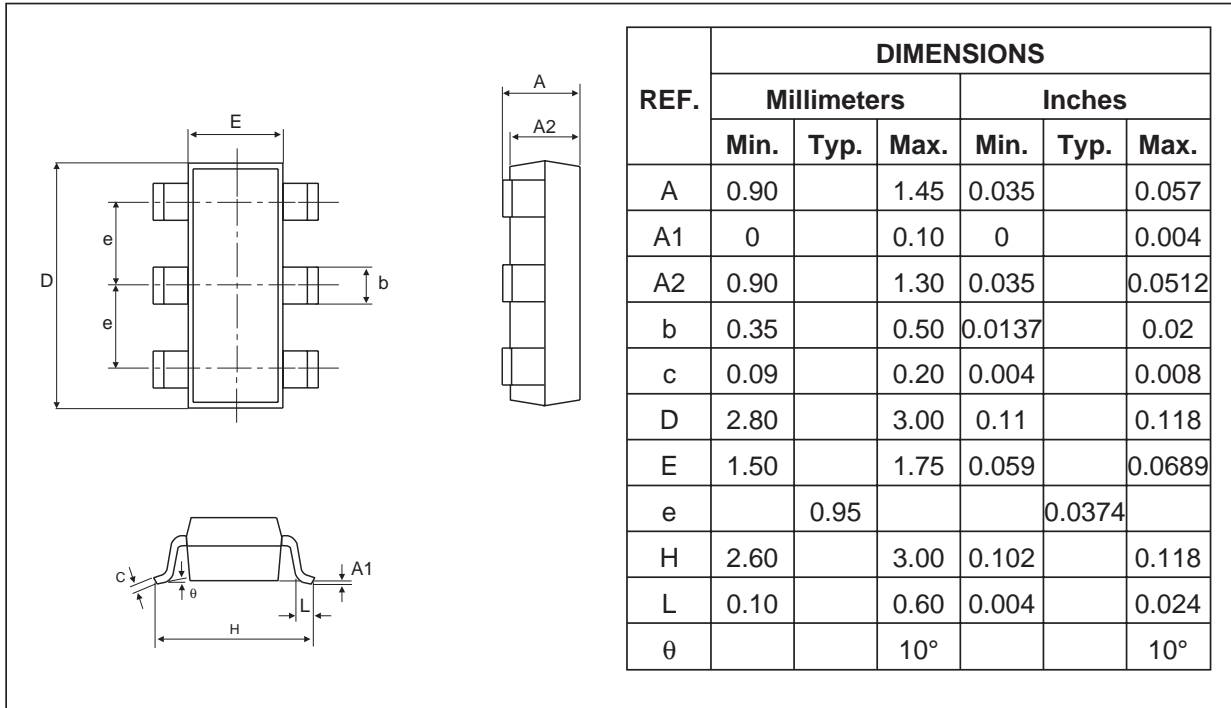 E
D
e
e
b
A
A2
C
θ
L
A1
H
REF. DIMENSIONS
Millimeters Inches
Min. Typ. Max. Min. Typ. Max.
A 0.90 1.45 0.035 0.057
A1 0 0.10 0 0.004
A2 0.90 1.30 0.035 0.0512
b 0.35 0.50 0.0137 0.02
c 0.09 0.20 0.004 0.008
D 2.80 3.00 0.11 0.118
E 1.50 1.75 0.059 0.0689
e 0.95 0.0374
H 2.60 3.00 0.102 0.118
L 0.10 0.60 0.004 0.024
θ 10° 10°